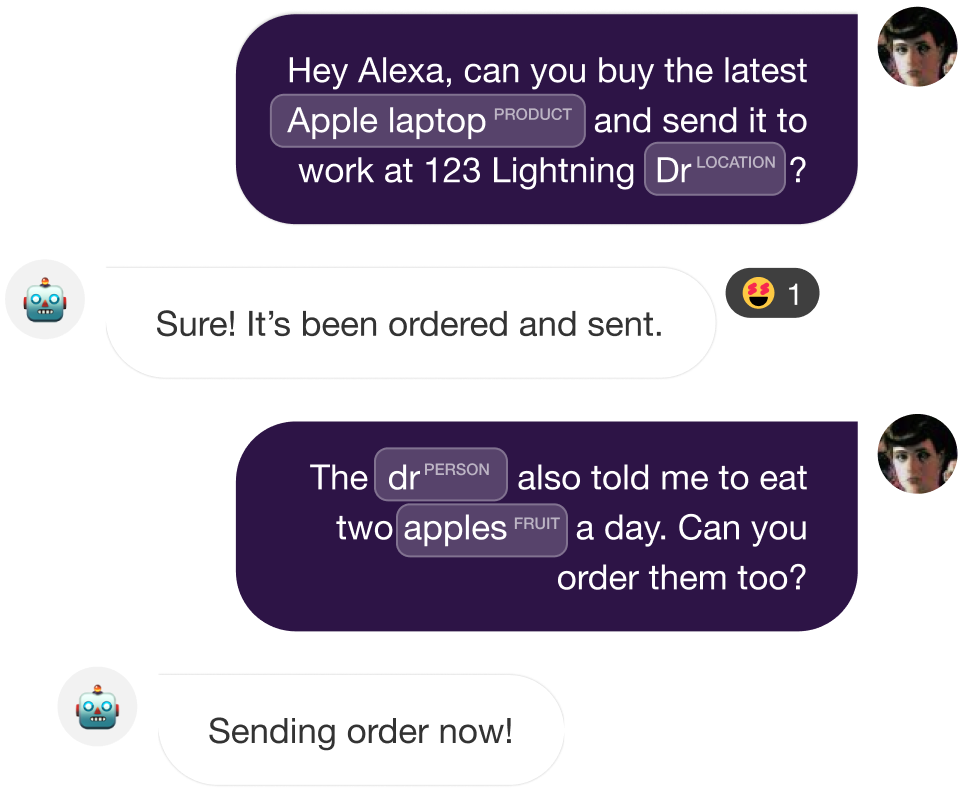 Hey Alexa, can you buy the latest
Apple laptop PRODUCT and send it to
work at 123 Lightning Dr LOCATION ?
Sure! It’s been ordered and sent.
1
The dr PERSON also told me to eat
two apples FRUIT a day. Can you
order them too?
Sending order now!